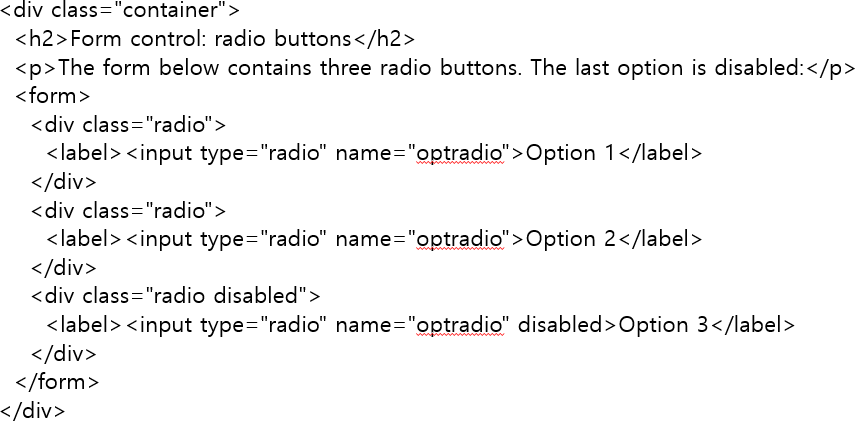 <div class="container">
  <h2>Form control: radio buttons</h2>
  <p>The form below contains three radio buttons. The last option is disabled:</p>
  <form>
    <div class="radio">
      <label><input type="radio" name="optradio">Option 1</label>
    </div>
    <div class="radio">
      <label><input type="radio" name="optradio">Option 2</label>
    </div>
    <div class="radio disabled">
      <label><input type="radio" name="optradio" disabled>Option 3</label>
    </div>
  </form>
</div>